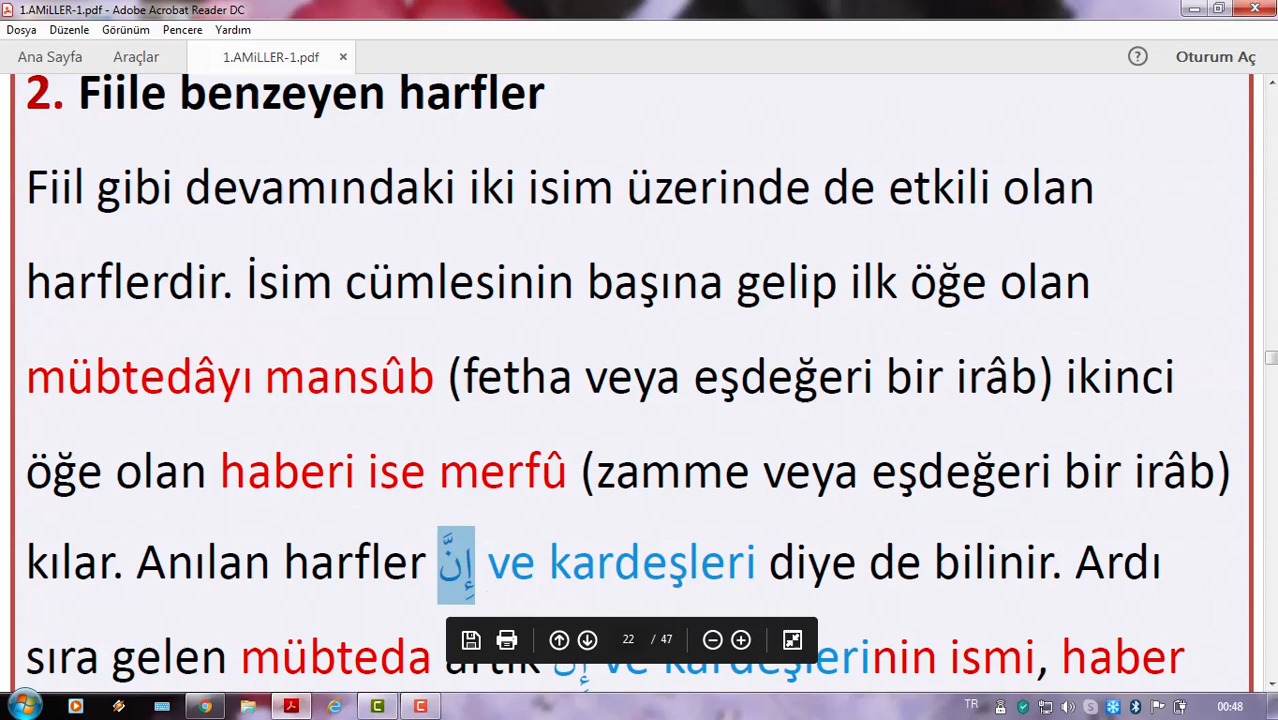 1.AMiLLER-1.pdf - Adobe Acrobat Reader DC
Dosya Düzenle Görünüm Pencere Yardım
Ana Sayfa Araçlar 1.AMiLLER-1.pdf Oturum Aç
2. Fiile benzeyen harfler
Fiil gibi devamındaki iki isim üzerinde de etkili olan
harflerdir. İsim cümlesinin başına gelip ilk öğe olan
mübtedâyı mansûb (fetha veya eşdeğeri bir irâb) ikinci
öğe olan haberi ise merfû (zamme veya eşdeğeri bir irâb)
kılar. Anılan harfler إِنَّ ve kardeşleri diye de bilinir. Ardı
sıra gelen mübteda artık إِنَّ ve kardeşlerinin ismi, haber
22 / 47
TR 00:48